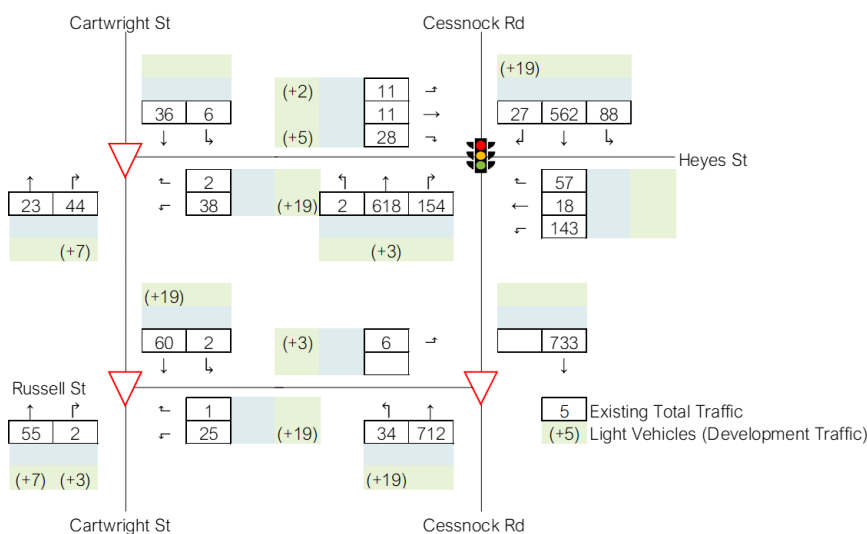 Cartwright St Cessnock Rd
(+19)
(+2) 11
36 6 11 27 562 88
(+5) 28
Heyes St
2 57
23 44 38 (+19) 2 618 154 18
143
(+7) (+3)
(+19)
60 2 (+3) 6 733
Russell St
1 5 Existing Total Traffic
55 2 25 (+19) 34 712 (+5) Light Vehicles (Development Traffic)
(+7) (+3) (+19)
Cartwright St Cessnock Rd